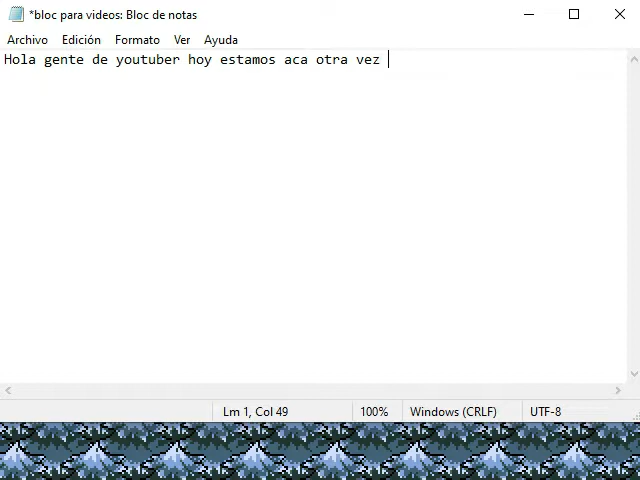 *bloc para videos: Bloc de notas
Archivo Edición Formato Ver Ayuda
Hola gente de youtuber hoy estamos aca otra vez
Lm 1, Col 49 100% Windows (CRLF) UTF-8